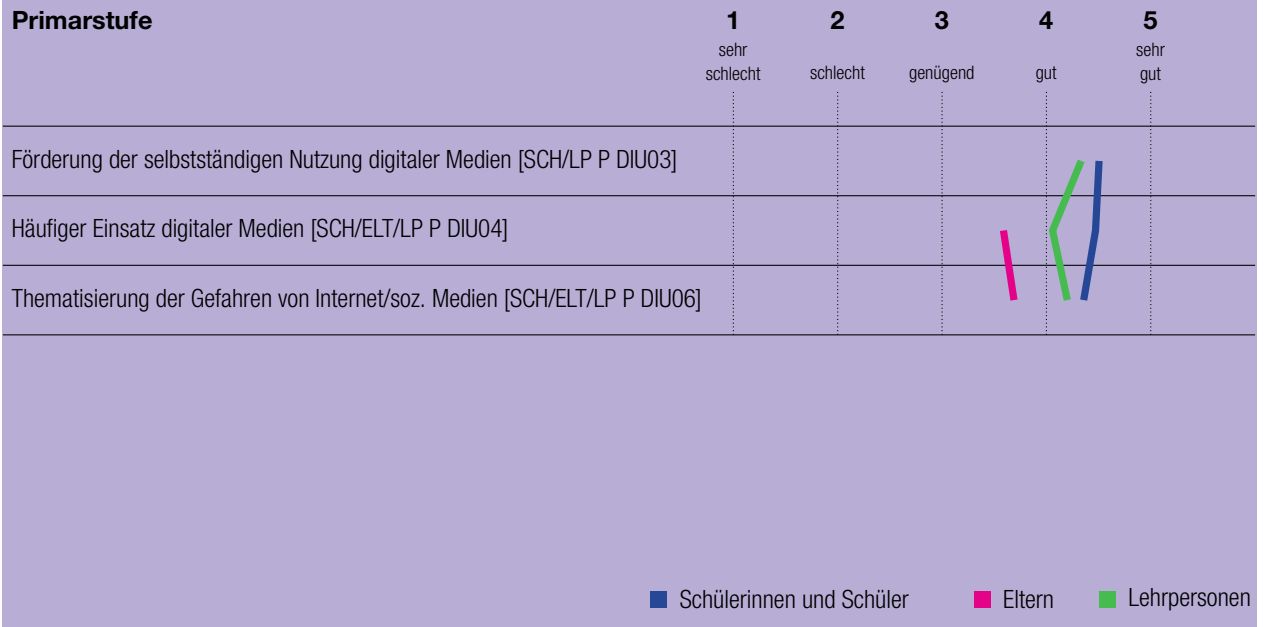 Primarstufe 1 2 3 4 5
sehr schlecht schlecht genügend gut sehr gut
Förderung der selbstständigen Nutzung digitaler Medien [SCH/LP P DIU03]
Häufiger Einsatz digitaler Medien [SCH/ELT/LP P DIU04]
Thematisierung der Gefahren von Internet/soz. Medien [SCH/ELT/LP P DIU06]
Schülerinnen und Schüler Eltern Lehrpersonen